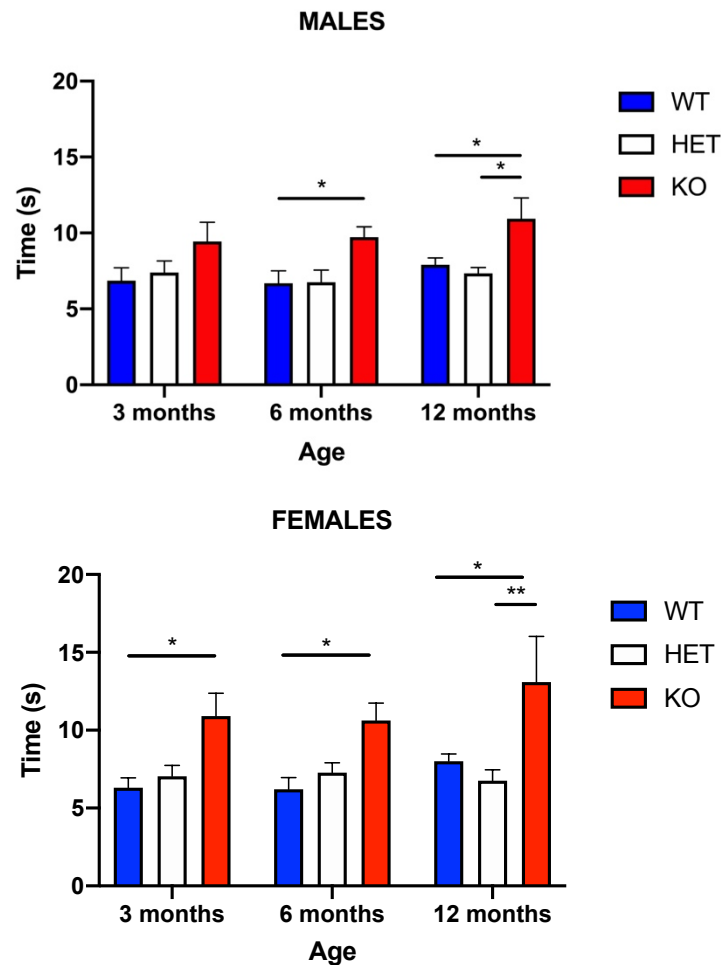 MALES
20
15
10
5
0
Time (s)
*
*
*
3 months
6 months
12 months
Age
WT
HET
KO
FEMALES
20
15
10
5
0
Time (s)
*
*
*
**
3 months
6 months
12 months
Age
WT
HET
KO